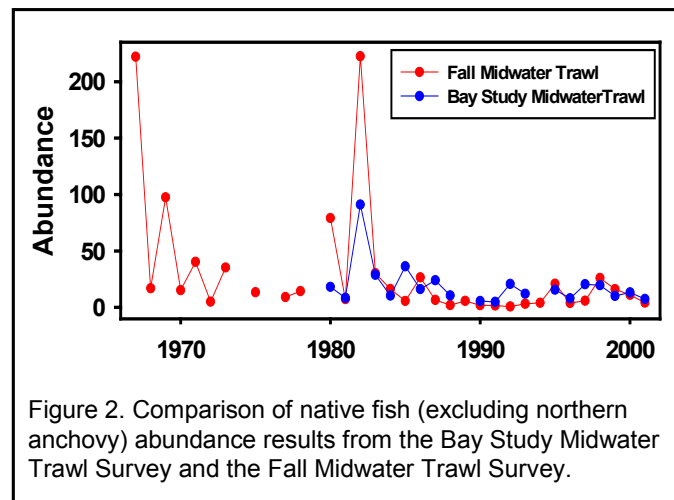 Fall Midwater Trawl
Bay Study MidwaterTrawl
Abundance
200
150
100
50
0
1970 1980 1990 2000
Figure 2. Comparison of native fish (excluding northern
anchovy) abundance results from the Bay Study Midwater
Trawl Survey and the Fall Midwater Trawl Survey.